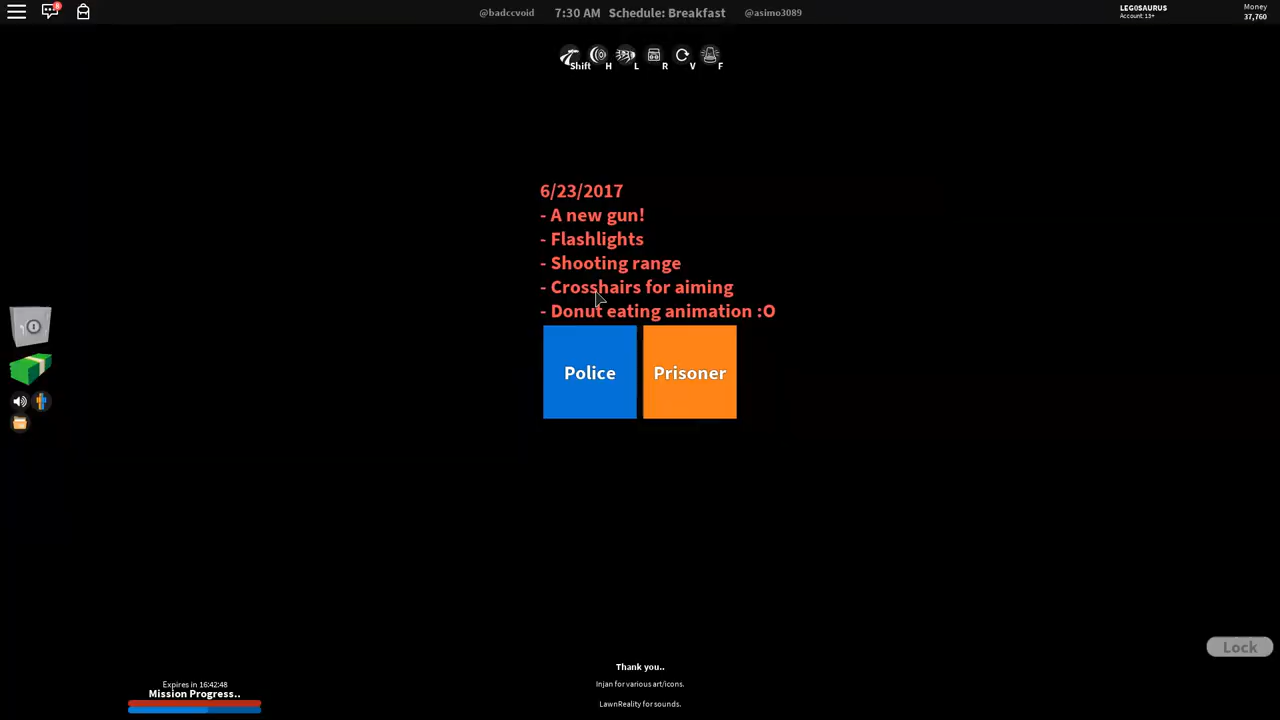 8
@badccvoid
7:30 AM Schedule: Breakfast
@asimo3089
LEG0SAURUS
Account: 13+
Money
37,760
Shift H L R V F
6/23/2017
- A new gun!
- Flashlights
- Shooting range
- Crosshairs for aiming
- Donut eating animation :O
Police
Prisoner
Lock
Thank you..
Injan for various art/icons.
LawnReality for sounds.
Expires in 16:42:48
Mission Progress..